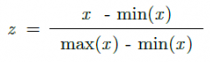 z = x - min(x)
max(x) - min(x)